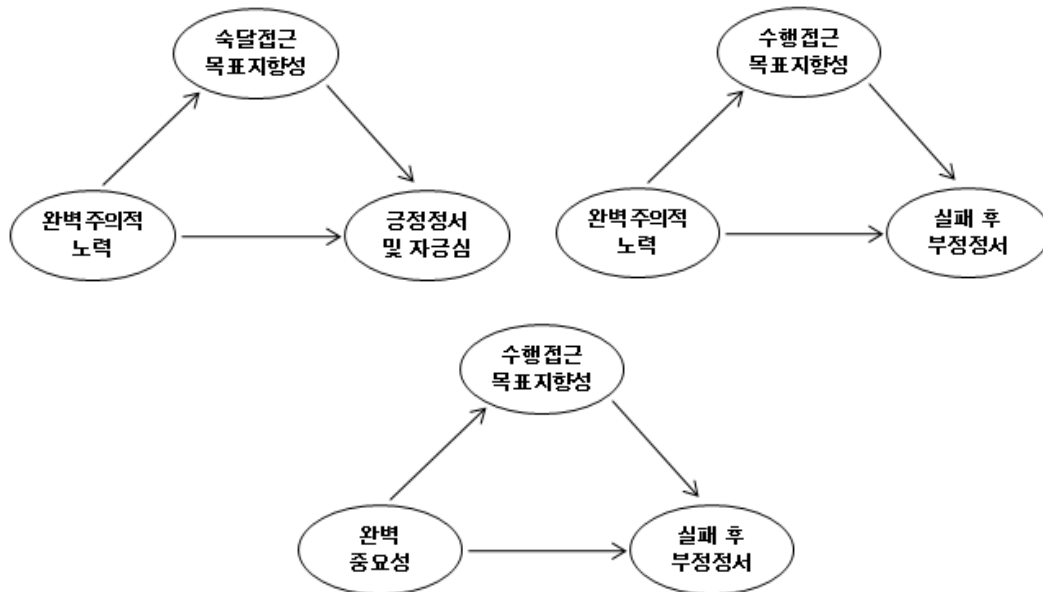 숙달접근
목표지향성
완벽주의적
노력
긍정정서
및 자긍심
수행접근
목표지향성
완벽주의적
노력
실패 후
부정정서
수행접근
목표지향성
완벽
중요성
실패 후
부정정서